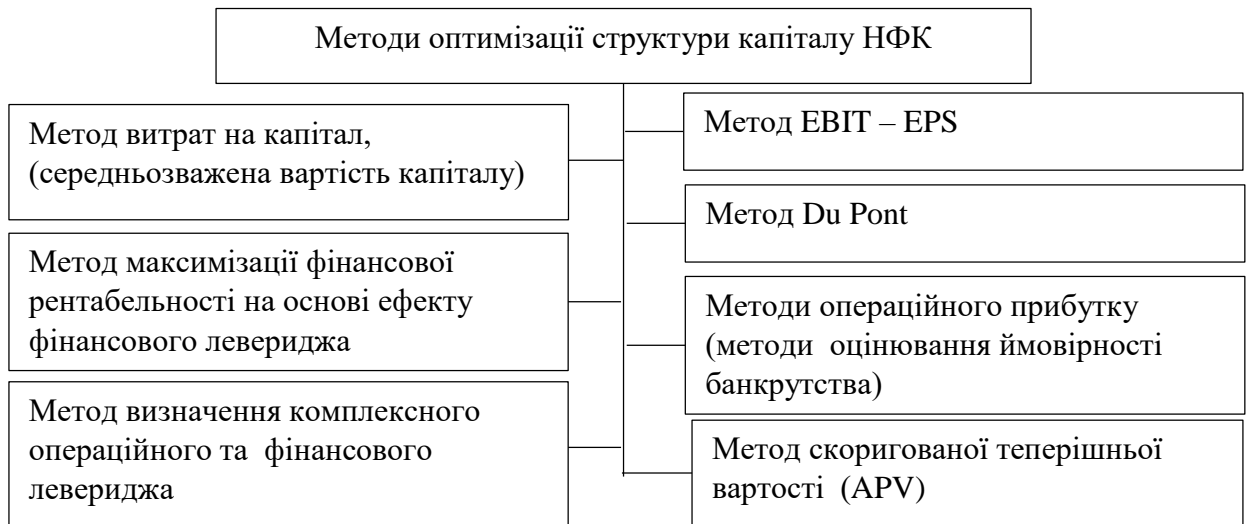 Методи оптимізації структури капіталу НФК
Метод витрат на капітал,
(середньозважена вартість капіталу)
Метод максимізації фінансової
рентабельності на основі ефекту
фінансового левериджа
Метод визначення комплексного
операційного та фінансового
левериджа
Метод EBIT – EPS
Метод Du Pont
Методи операційного прибутку
(методи оцінювання ймовірності
банкрутства)
Метод скоригованої теперішньої
вартості (APV)